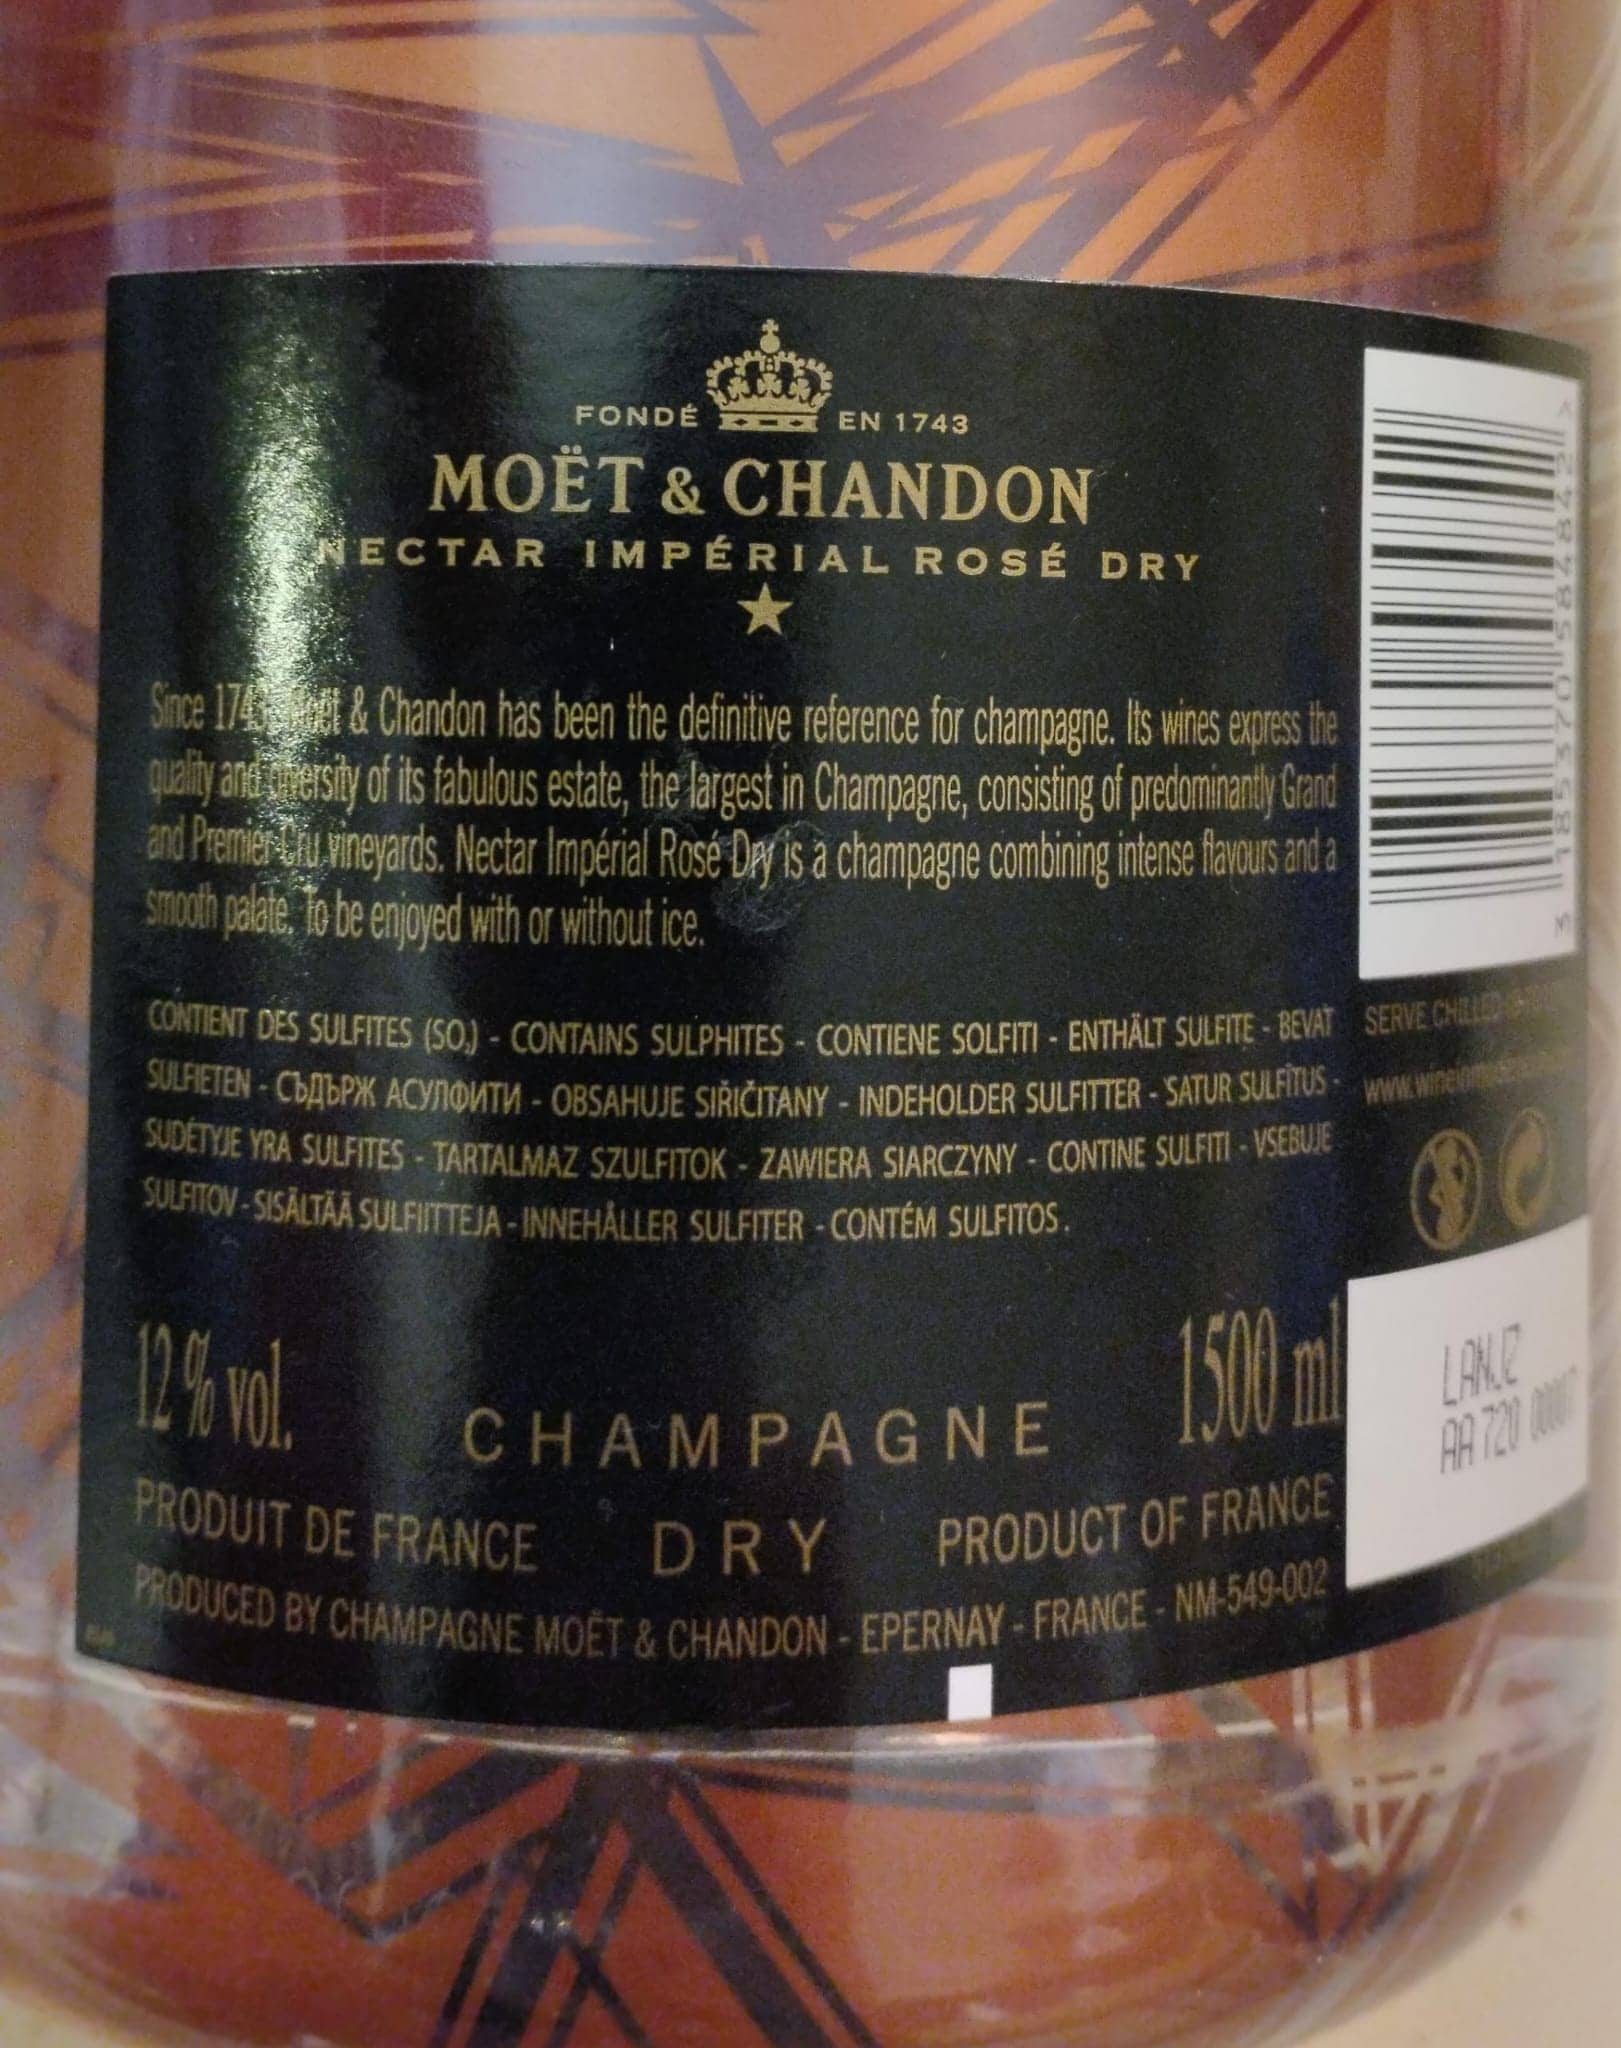 FONDÉ EN 1743
MOËT & CHANDON
NECTAR IMPÉRIAL ROSÉ DRY
Since 1743, Moët & Chandon has been the definitive reference for champagne. Its wines express the
quality and diversity of its fabulous estate, the largest in Champagne, consisting of predominantly Grand
and Premier Cru vineyards. Nectar Impérial Rosé Dry is a champagne combining intense flavours and a
smooth palate. To be enjoyed with or without ice.
CONTIENT DES SULFITES (SO₂) - CONTAINS SULPHITES - CONTIENE SOLFITI - ENTHÄLT SULFITE - BEVAT
SULFIETEN - СЪДЪРЖ АСУЛФИТИ - OBSAHUJE SIŘIČITANY - INDEHOLDER SULFITTER - SATUR SULFĪTUS -
SUDĖTYJE YRA SULFITES - TARTALMAZ SZULFITOK - ZAWIERA SIARCZYNY - CONTINE SULFITI - VSEBUJE
SULFITOV - SISÄLTÄÄ SULFIITTEJA - INNEHÅLLER SULFITER - CONTÉM SULFITOS.
12 % vol.
1500 ml
CHAMPAGNE
PRODUIT DE FRANCE
DRY
PRODUCT OF FRANCE
PRODUCED BY CHAMPAGNE MOËT & CHANDON - EPERNAY - FRANCE - NM-549-002
3 185370 584842 >
SERVE CHILLED
LANJZ
AA 720